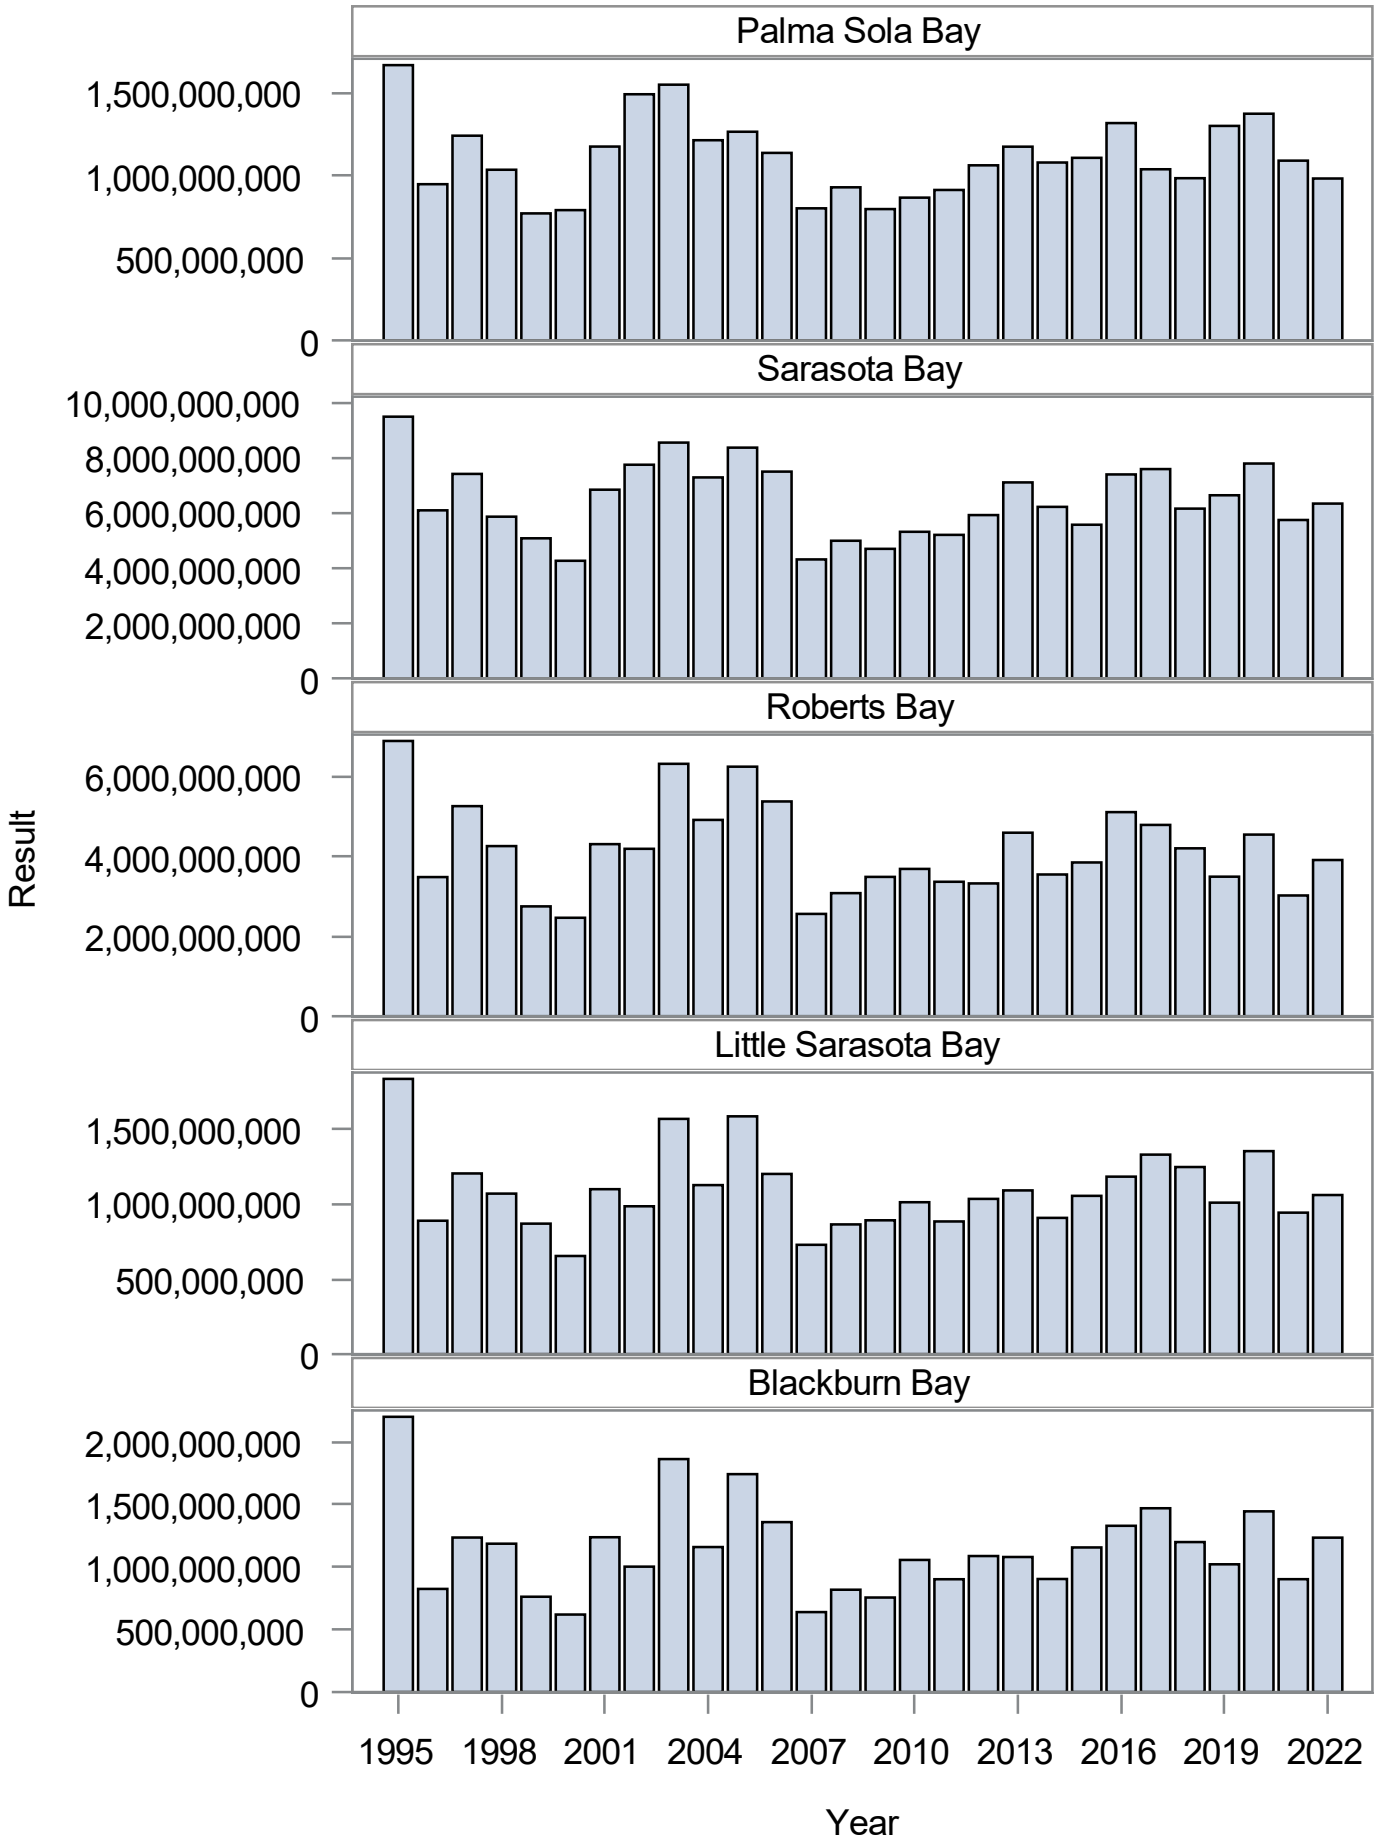 Palma Sola Bay
1,500,000,000
1,000,000,000
500,000,000
0
Sarasota Bay
10,000,000,000
8,000,000,000
6,000,000,000
4,000,000,000
2,000,000,000
0
Roberts Bay
6,000,000,000
4,000,000,000
2,000,000,000
0
Result
Little Sarasota Bay
1,500,000,000
1,000,000,000
500,000,000
0
Blackburn Bay
2,000,000,000
1,500,000,000
1,000,000,000
500,000,000
0
1995 1998 2001 2004 2007 2010 2013 2016 2019 2022
Year